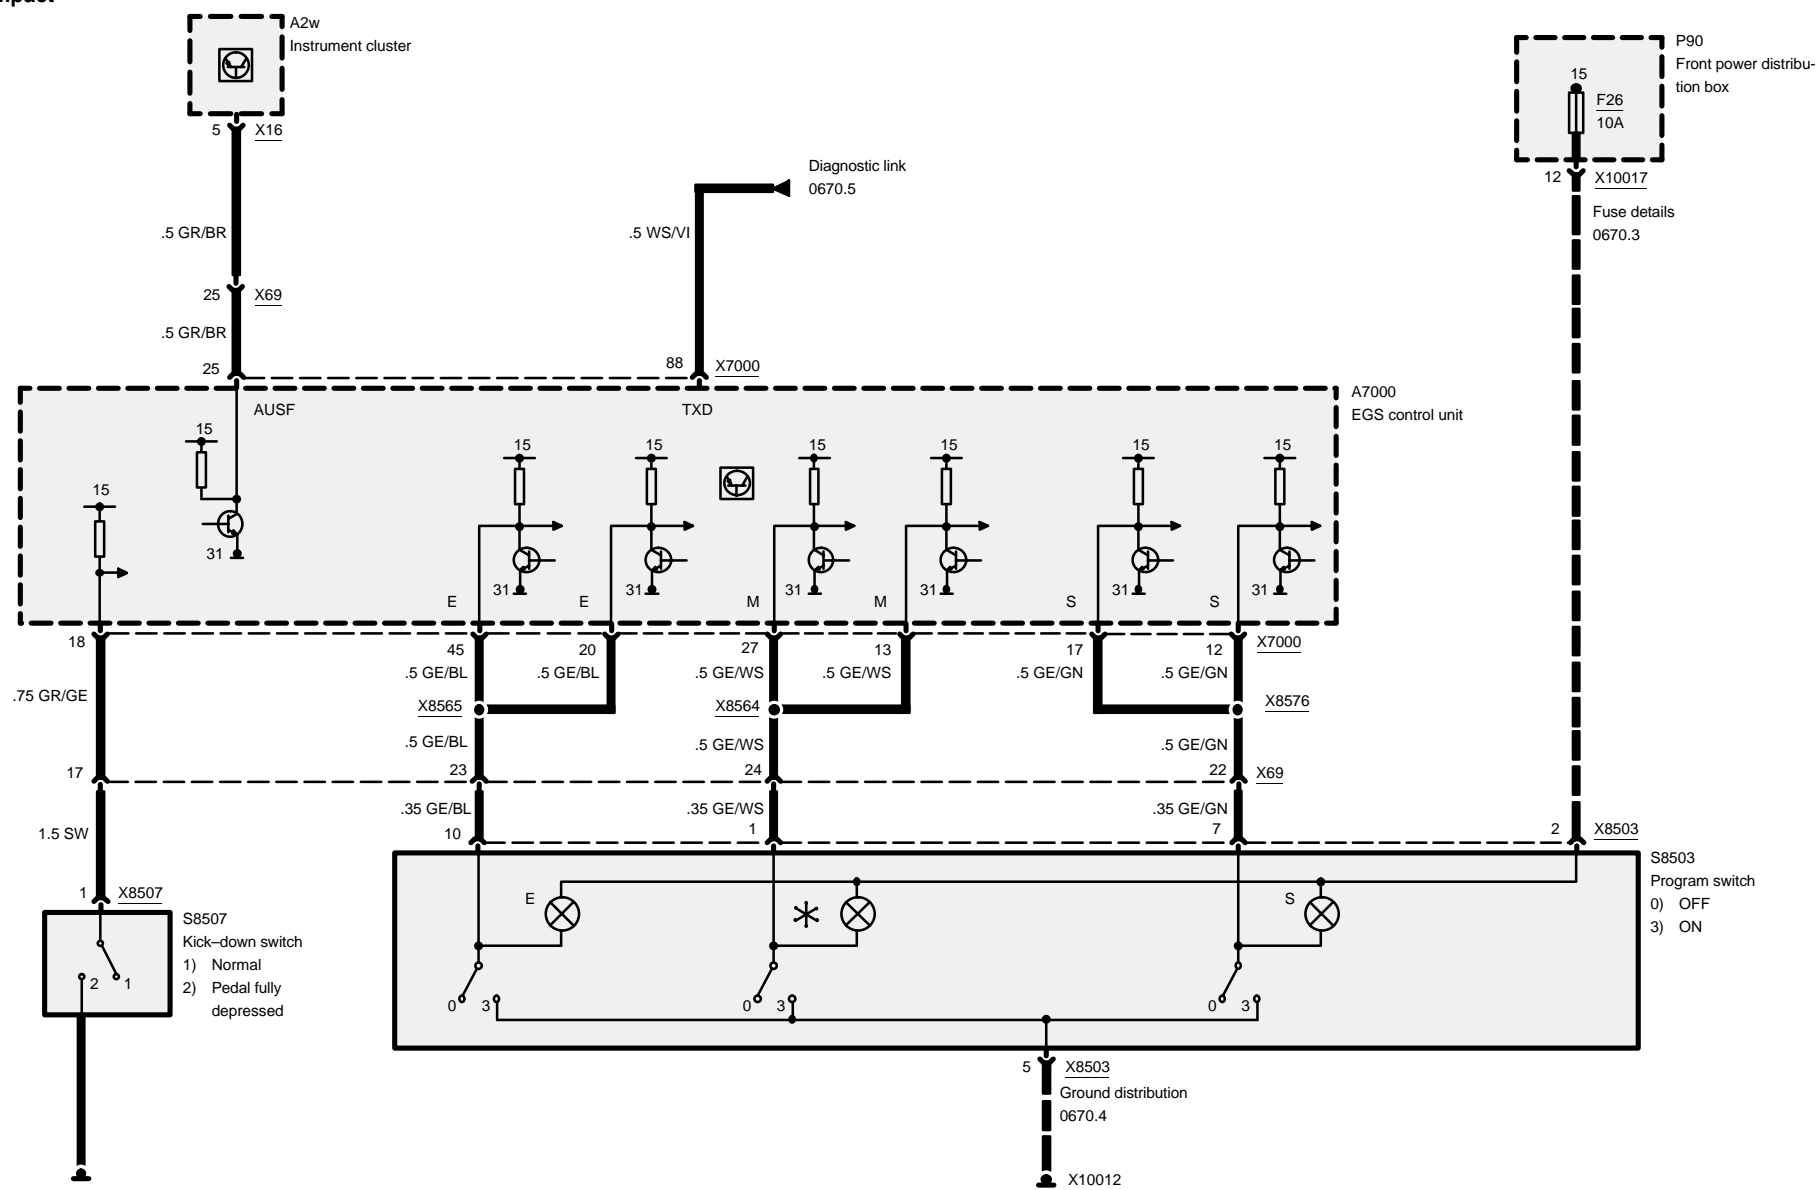 A2w
Instrument cluster
P90
Front power distribu-
tion box
15
F26
10A
5 X16
12 X10017
Diagnostic link
0670.5
Fuse details
0670.3
.5 GR/BR
.5 WS/VI
25 X69
.5 GR/BR
25
88 X7000
A7000
EGS control unit
AUSF
TXD
15
15
15
15
15
15
15
15
31
31
31
31
31
31
31
E
E
M
M
S
S
18
45
20
27
13
17
12
X7000
.75 GR/GE
.5 GE/BL
.5 GE/BL
.5 GE/WS
.5 GE/WS
.5 GE/GN
.5 GE/GN
X8565
X8564
X8576
.5 GE/BL
.5 GE/WS
.5 GE/GN
17
23
24
22
X69
1.5 SW
.35 GE/BL
.35 GE/WS
.35 GE/GN
10
1
7
2
X8503
1 X8507
S8507
Kick–down switch
1) Normal
2) Pedal fully
depressed
2 1
S8503
Program switch
0) OFF
3) ON
E
S
0 3
0 3
0 3
5 X8503
Ground distribution
0670.4
X10012